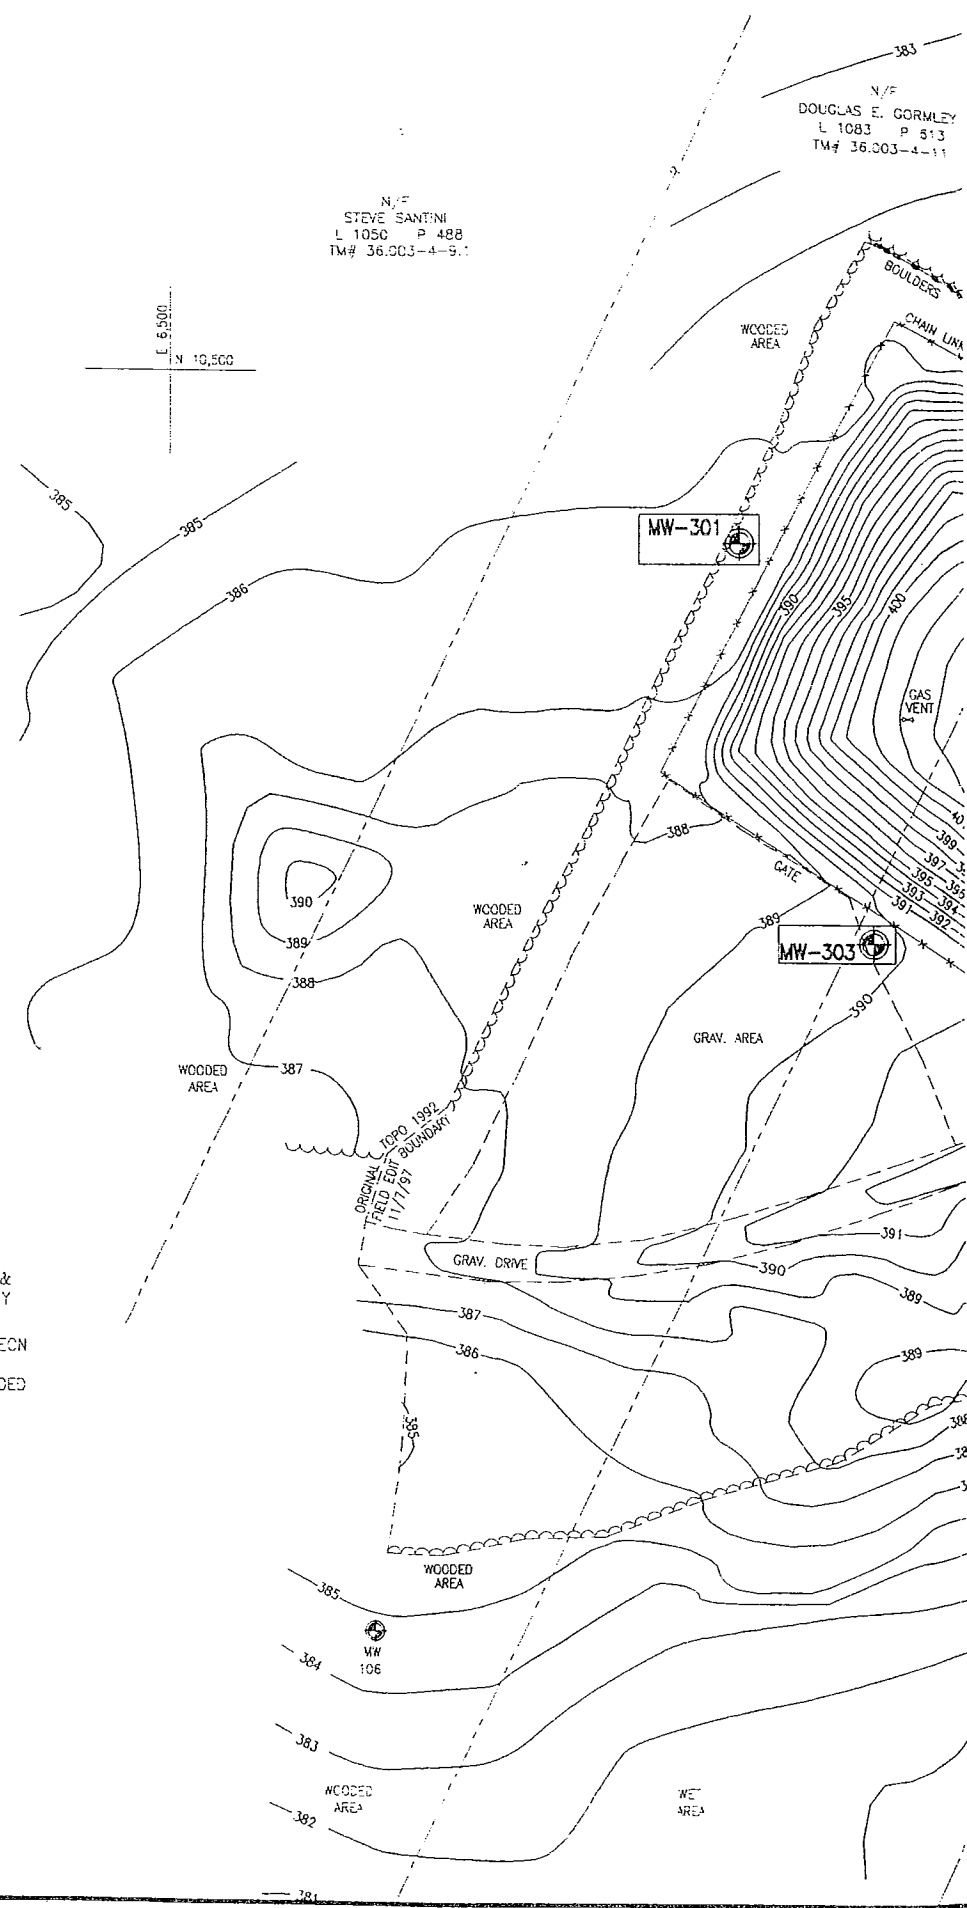 383
N/F
DOUGLAS E. GORMLEY
L 1083 P 513
TM# 36.003-4-11
N/F
STEVE SANTINI
L 1050 P 488
TM# 36.003-4-9.1
BOULDERS
CHAIN LINK
E 6,500
N 10,500
WOODED
AREA
385
385
MW-301
386
390
395
400
GAS
VENT
388
GATE
399
397
395
393
394
391
392
390
389
388
WOODED
AREA
389
MW-303
390
GRAV. AREA
WOODED
AREA
387
ORIGINAL TOPO 1992
FIELD EDIT BOUNDARY
11/7/97
391
GRAV. DRIVE
390
389
&
Y
387
386
389
DED
385
WOODED
AREA
385
MW
106
384
383
WOODED
AREA
WET
AREA
382
381